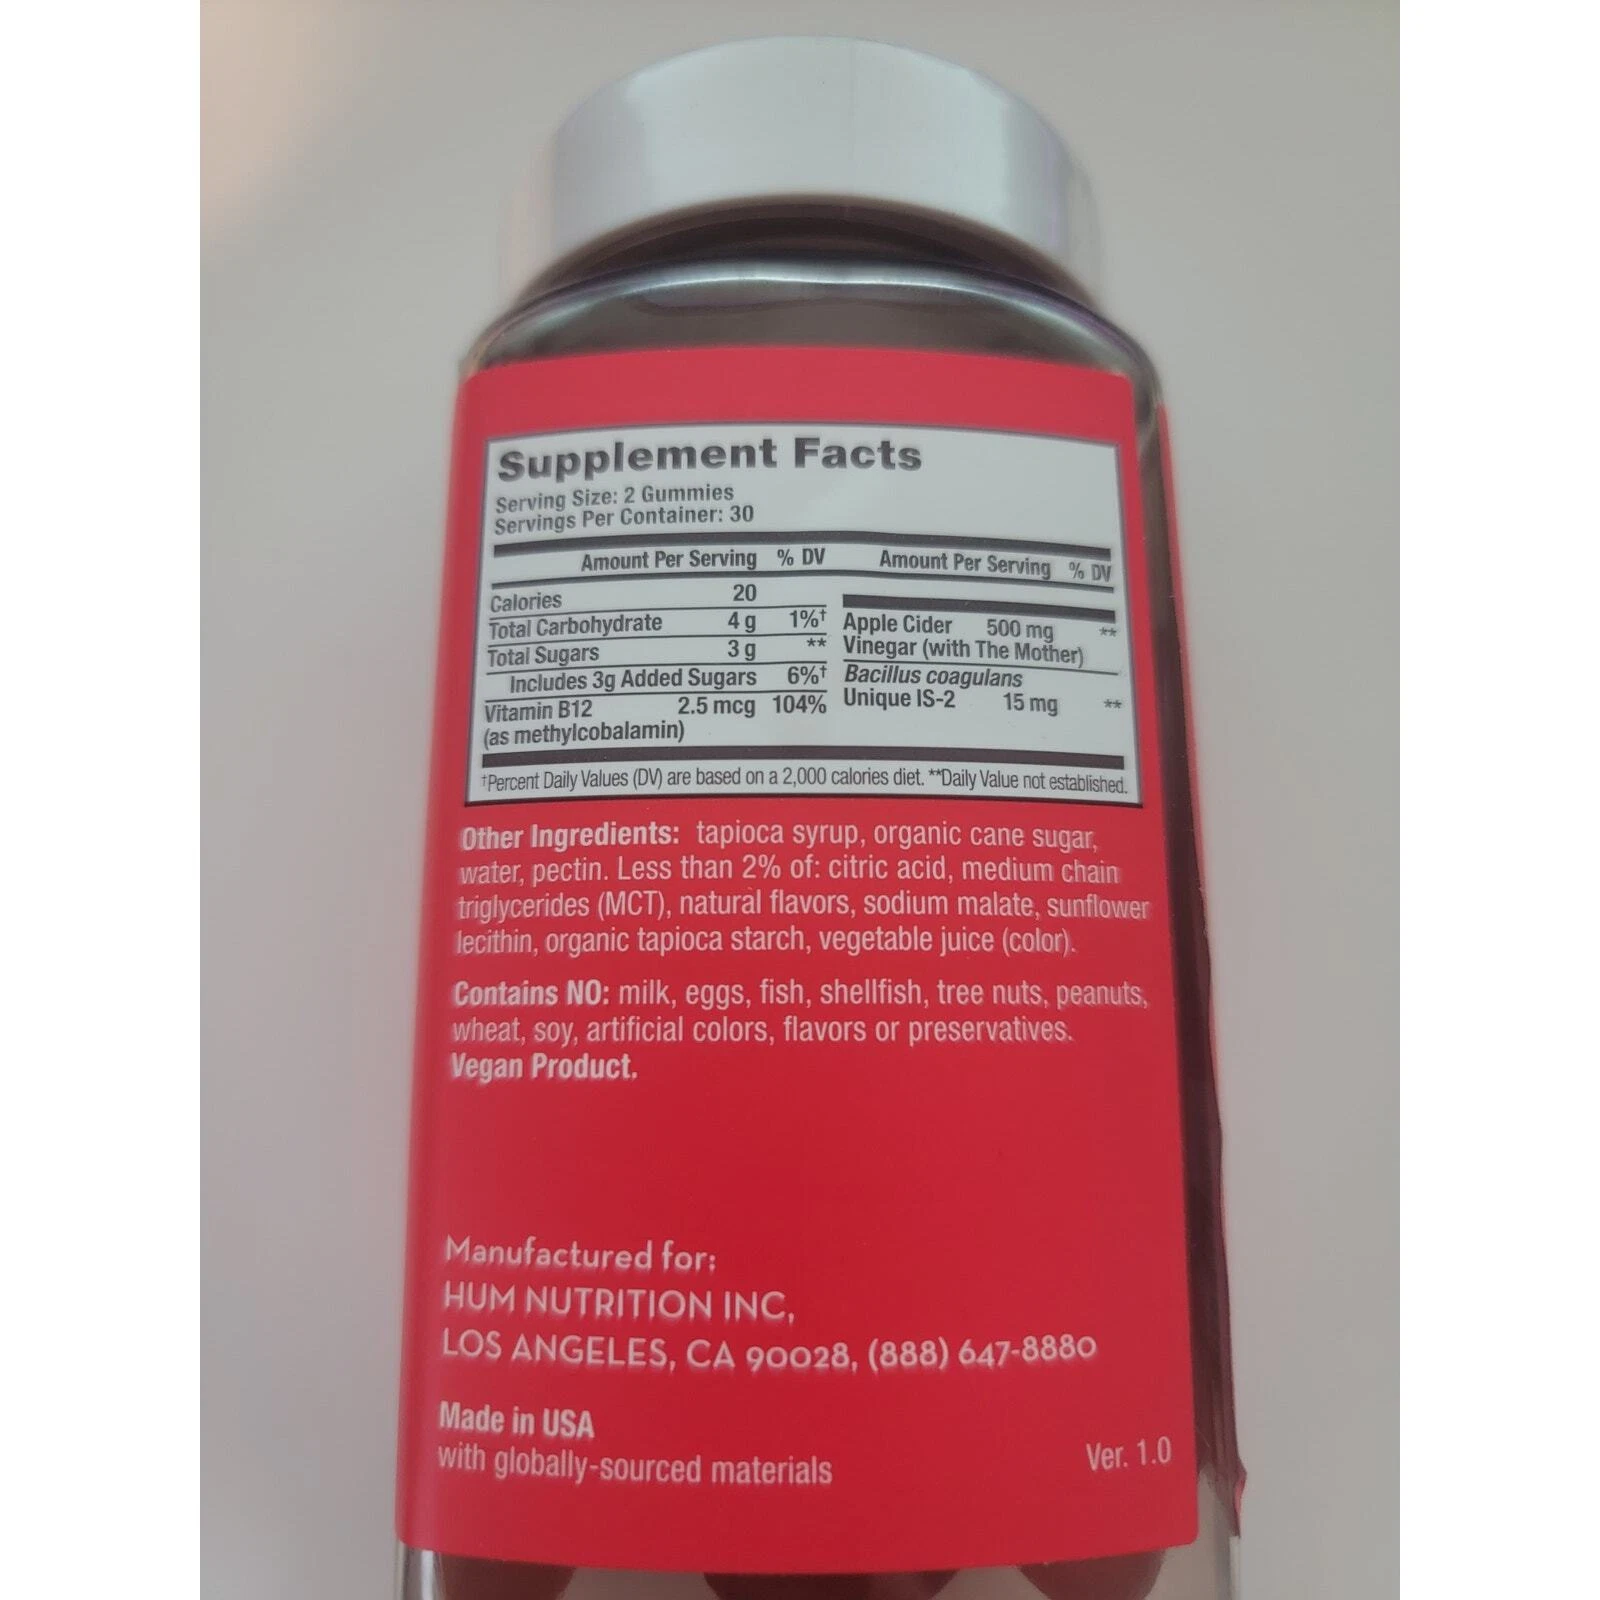 Supplement Facts
Serving Size: 2 Gummies
Servings Per Container: 30
Amount Per Serving % DV
Calories 20
Total Carbohydrate 4 g 1%†
Total Sugars 3 g **
Includes 3g Added Sugars 6%†
Vitamin B12 2.5 mcg 104%
(as methylcobalamin)
Amount Per Serving % DV
Apple Cider 500 mg **
Vinegar (with The Mother)
Bacillus coagulans
Unique IS-2 15 mg **
†Percent Daily Values (DV) are based on a 2,000 calories diet. **Daily Value not established.
Other Ingredients: tapioca syrup, organic cane sugar,
water, pectin. Less than 2% of: citric acid, medium chain
triglycerides (MCT), natural flavors, sodium malate, sunflower
lecithin, organic tapioca starch, vegetable juice (color).
Contains NO: milk, eggs, fish, shellfish, tree nuts, peanuts,
wheat, soy, artificial colors, flavors or preservatives.
Vegan Product.
Manufactured for:
HUM NUTRITION INC,
LOS ANGELES, CA 90028, (888) 647-8880
Made in USA
with globally-sourced materials
Ver. 1.0